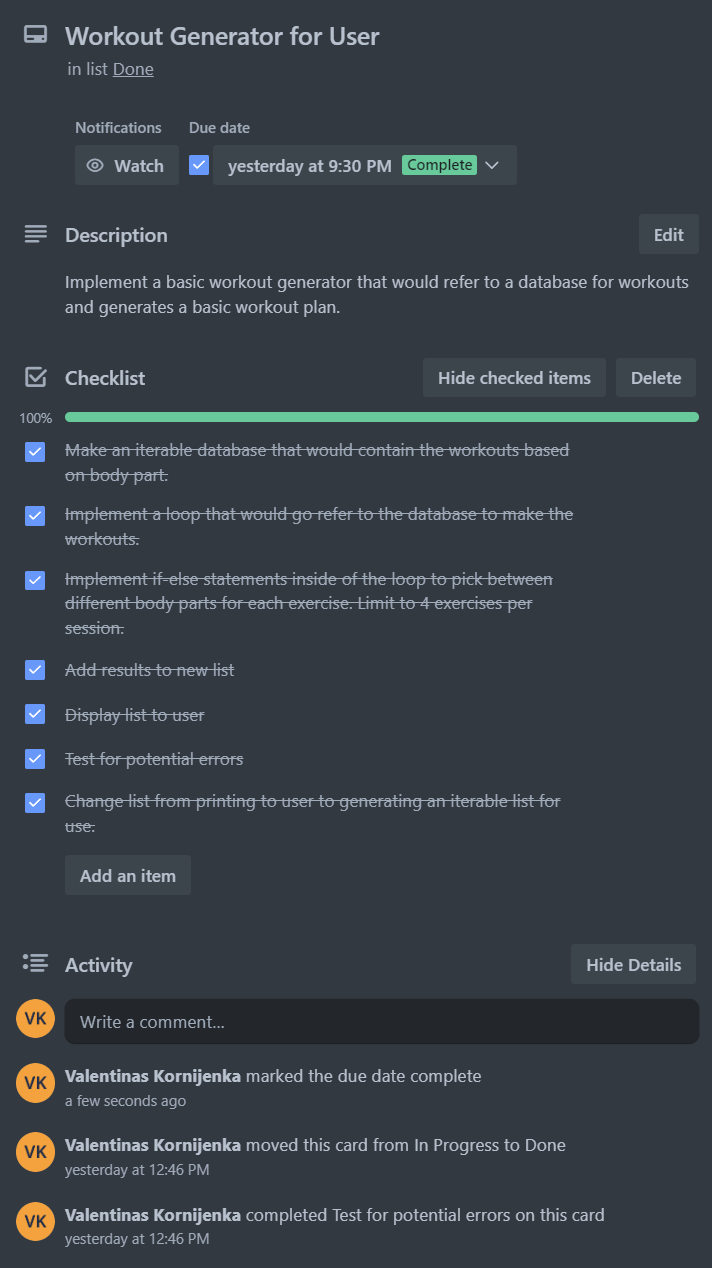 Workout Generator for User
in list Done
Notifications
Due date
Watch
yesterday at 9:30 PM Complete
Description
Edit
Implement a basic workout generator that would refer to a database for workouts
and generates a basic workout plan.
Checklist
Hide checked items
Delete
100%
Make an iterable database that would contain the workouts based
on body part.
Implement a loop that would go refer to the database to make the
workouts.
Implement if-else statements inside of the loop to pick between
different body parts for each exercise. Limit to 4 exercises per
session.
Add results to new list
Display list to user
Test for potential errors
Change list from printing to user to generating an iterable list for
use.
Add an item
Activity
Hide Details
VK
Write a comment...
VK
Valentinas Kornijenka marked the due date complete
a few seconds ago
VK
Valentinas Kornijenka moved this card from In Progress to Done
yesterday at 12:46 PM
VK
Valentinas Kornijenka completed Test for potential errors on this card
yesterday at 12:46 PM